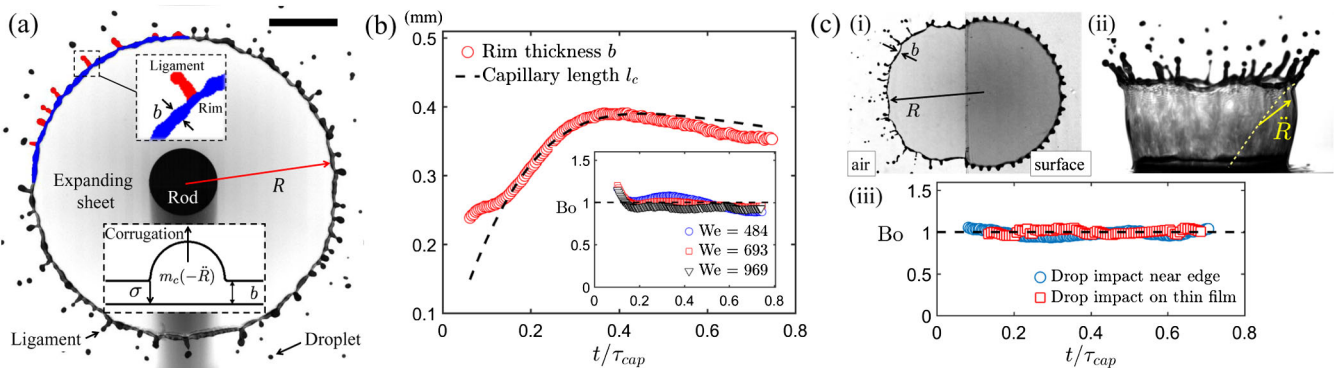 (a)
Ligament
b
Rim
Expanding
sheet
Rod
R
Corrugation
m_c(-R̈)
σ
b
Ligament
Droplet
(b)
(mm)
Rim thickness b
Capillary length l_c
0.5
0.4
0.3
0.2
0.1
0
0.2
0.4
0.6
0.8
t/τ_cap
Bo
1.5
1
0.5
0
0.2
0.4
0.6
0.8
We = 484
We = 693
We = 969
(c)
(i)
b
R
air
surface
(ii)
R̈
(iii)
Bo
1.5
1
0.5
0
0
0.2
0.4
0.6
0.8
Drop impact near edge
Drop impact on thin film
t/τ_cap